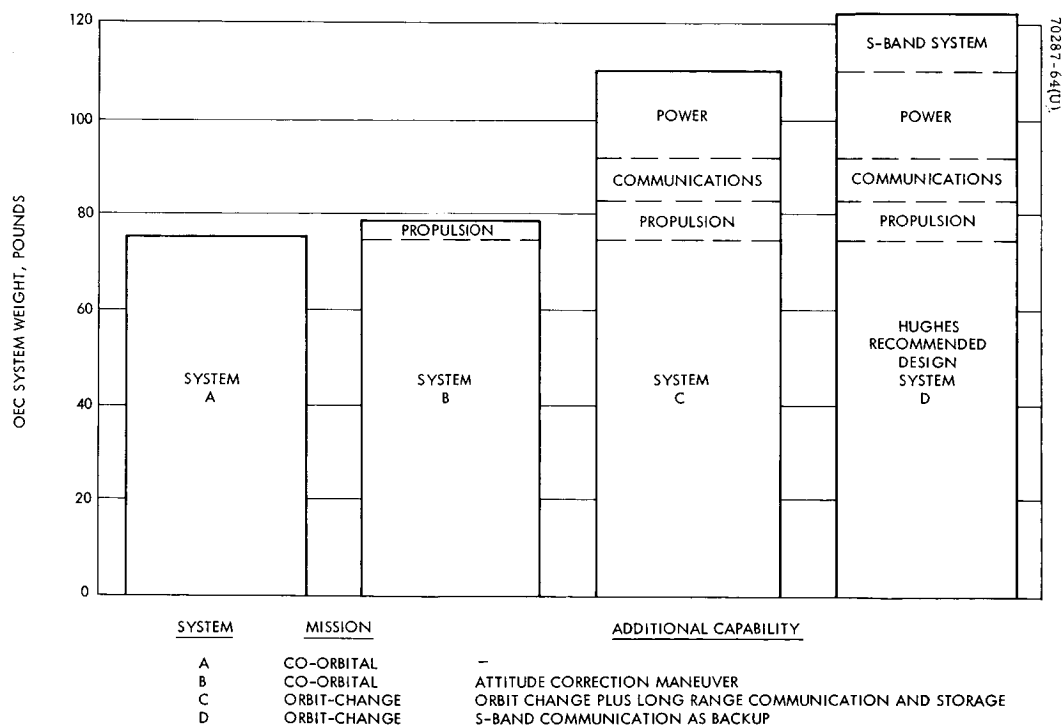 70287-64(U)
OEC SYSTEM WEIGHT, POUNDS
120
100
80
60
40
20
0
SYSTEM
A
PROPULSION
SYSTEM
B
POWER
COMMUNICATIONS
PROPULSION
SYSTEM
C
S-BAND SYSTEM
POWER
COMMUNICATIONS
PROPULSION
HUGHES
RECOMMENDED
DESIGN
SYSTEM
D
SYSTEM MISSION ADDITIONAL CAPABILITY
A CO-ORBITAL –
B CO-ORBITAL ATTITUDE CORRECTION MANEUVER
C ORBIT-CHANGE ORBIT CHANGE PLUS LONG RANGE COMMUNICATION AND STORAGE
D ORBIT-CHANGE S-BAND COMMUNICATION AS BACKUP